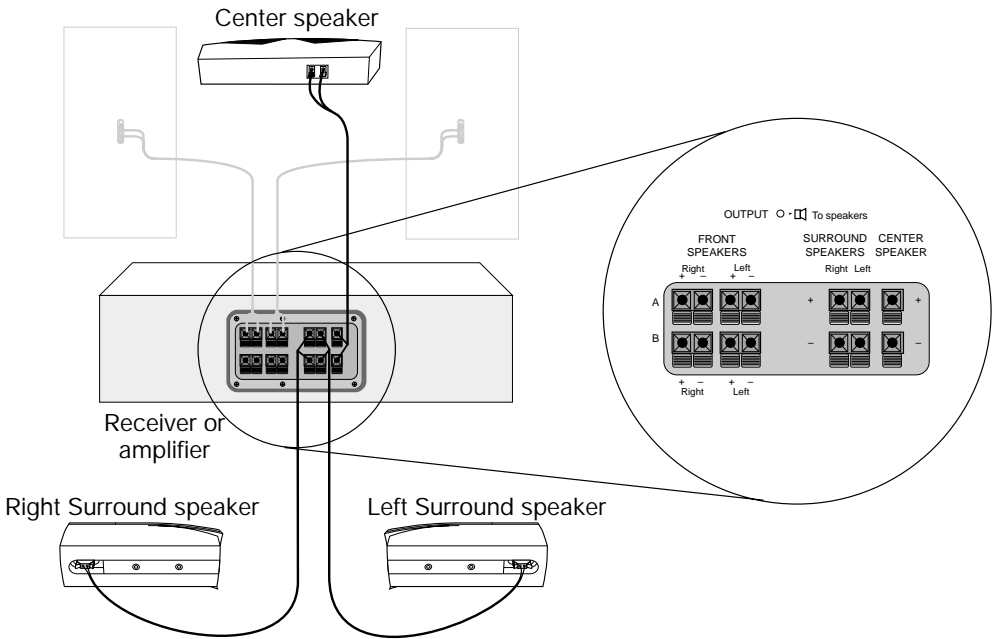 Center speaker
OUTPUT To speakers
FRONT SPEAKERS
SURROUND SPEAKERS
CENTER SPEAKER
Right Left
Right Left
+ – + –
A + +
B – –
+ – + –
Right Left
Receiver or
amplifier
Right Surround speaker
Left Surround speaker